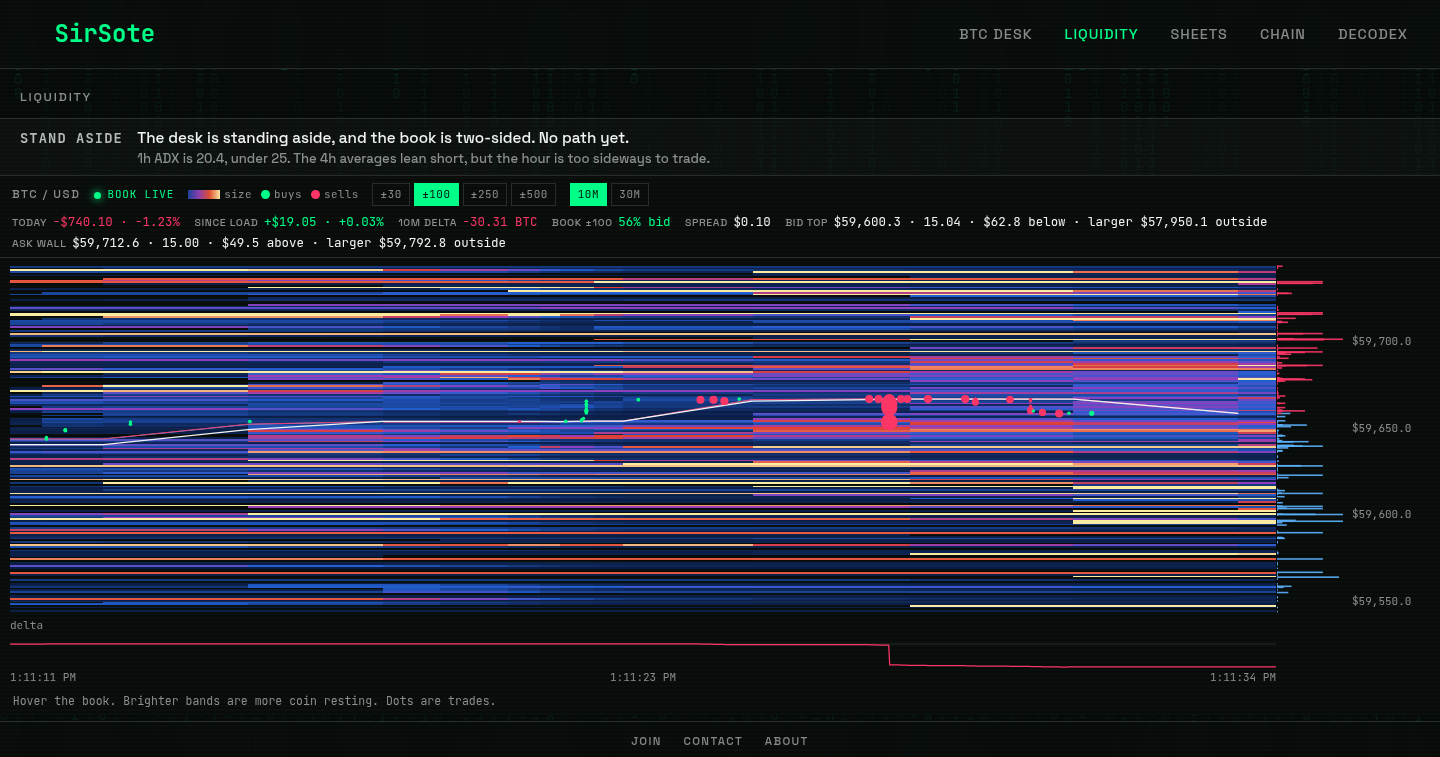 SirSote
BTC DESK LIQUIDITY SHEETS CHAIN DECODEX
LIQUIDITY
STAND ASIDE The desk is standing aside, and the book is two-sided. No path yet.
1h ADX is 20.4, under 25. The 4h averages lean short, but the hour is too sideways to trade.
BTC / USD BOOK LIVE size buys sells ±30 ±100 ±250 ±500 10M 30M
TODAY -$740.10 · -1.23% SINCE LOAD +$19.05 · +0.03% 10M DELTA -30.31 BTC BOOK ±100 56% bid SPREAD $0.10 BID TOP $59,600.3 · 15.04 · $62.8 below · larger $57,950.1 outside
ASK WALL $59,712.6 · 15.00 · $49.5 above · larger $59,792.8 outside
$59,700.0
$59,650.0
$59,600.0
$59,550.0
delta
1:11:11 PM 1:11:23 PM 1:11:34 PM
Hover the book. Brighter bands are more coin resting. Dots are trades.
JOIN CONTACT ABOUT